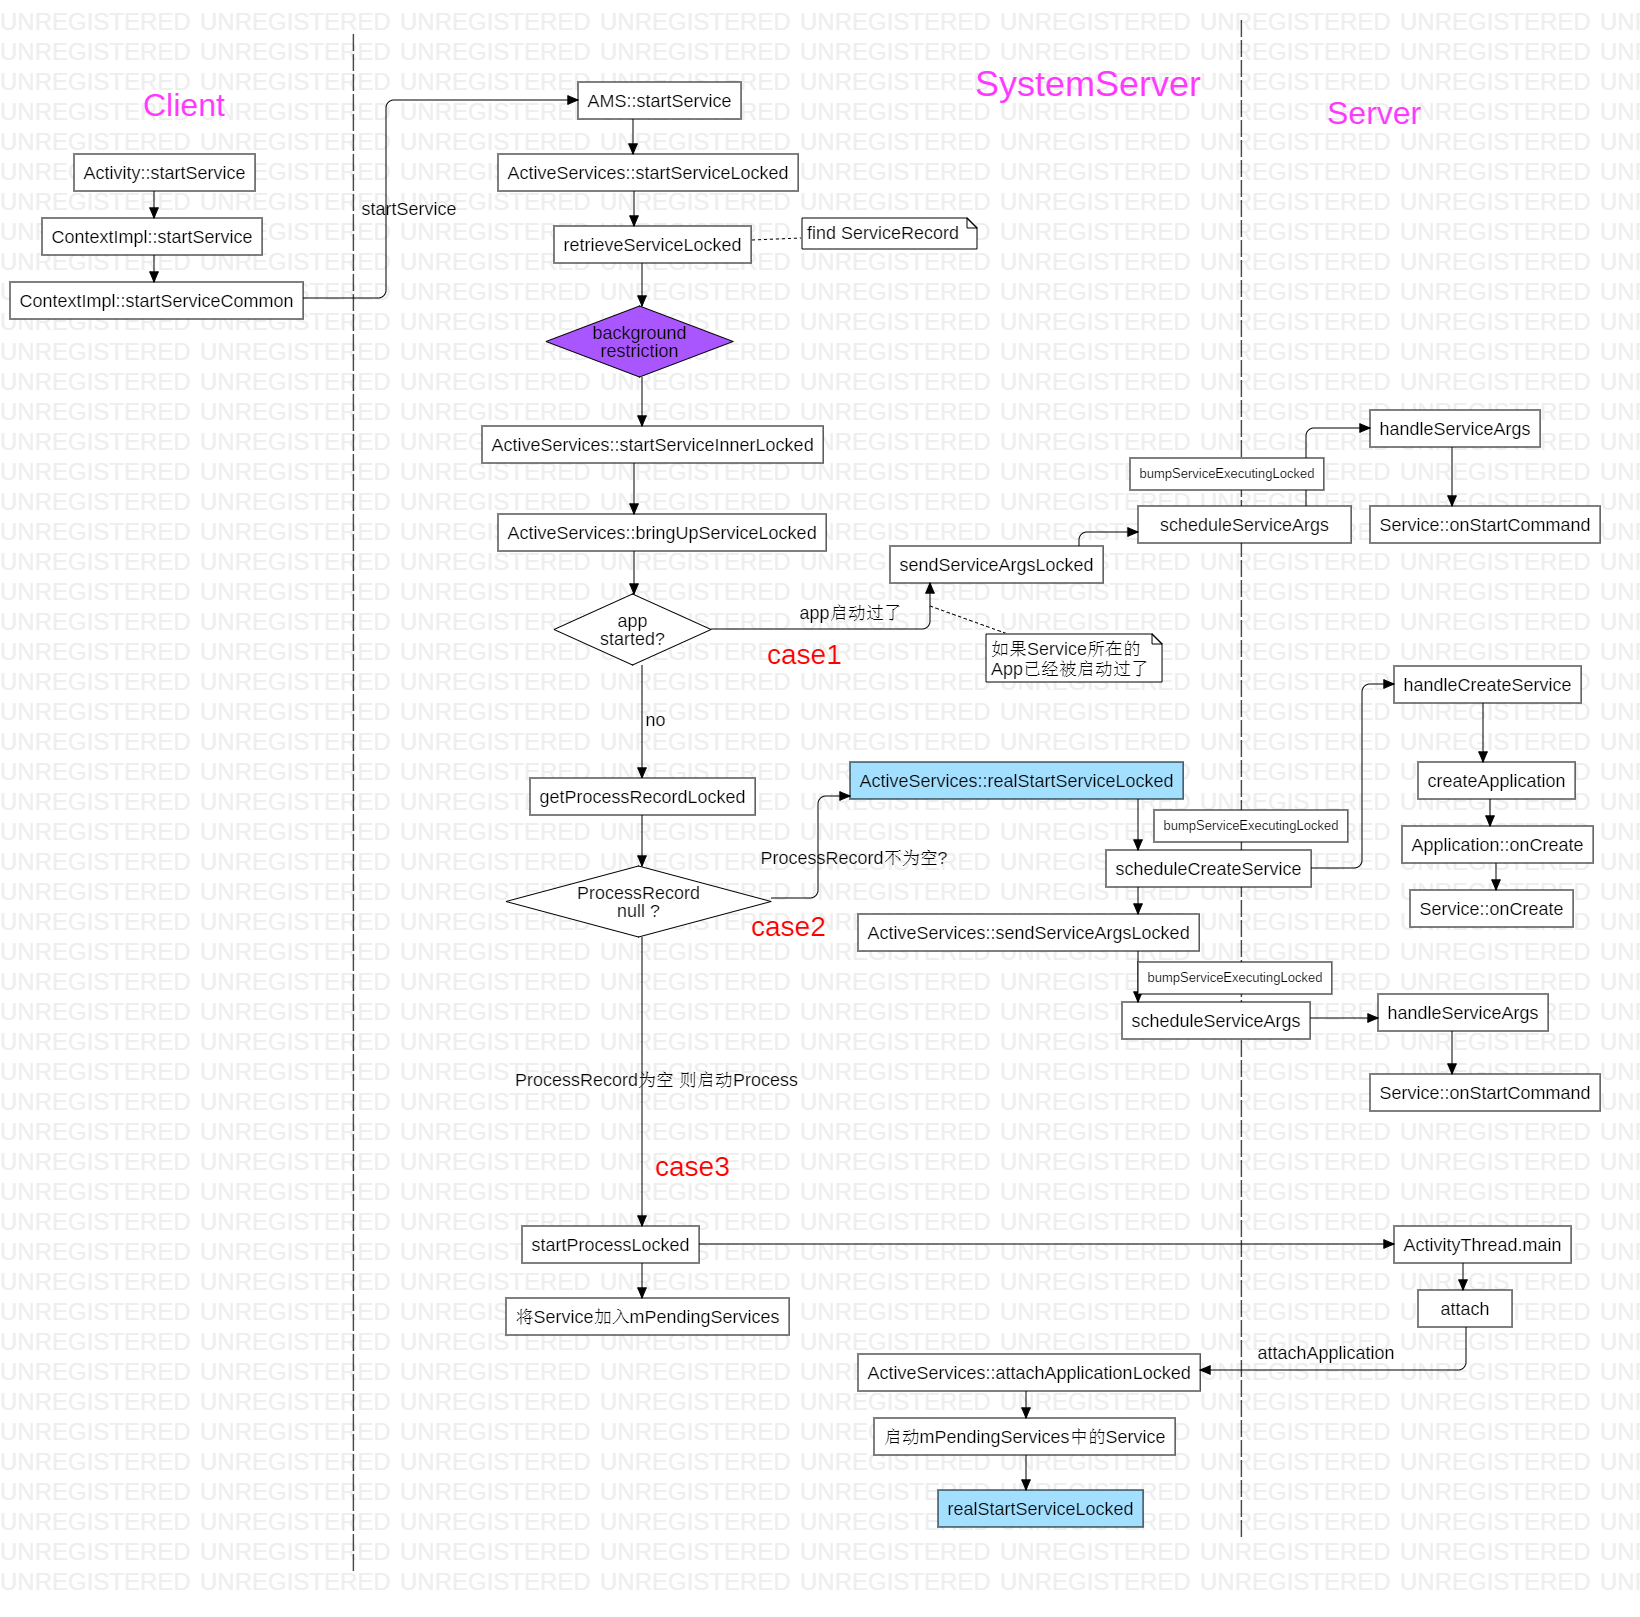 Client
SystemServer
Server
Activity::startService
ContextImpl::startService
ContextImpl::startServiceCommon
startService
AMS::startService
ActiveServices::startServiceLocked
retrieveServiceLocked
find ServiceRecord
background
restriction
ActiveServices::startServiceInnerLocked
ActiveServices::bringUpServiceLocked
app
started?
app启动过了
case1
如果Service所在的
App已经被启动过了
sendServiceArgsLocked
scheduleServiceArgs
bumpServiceExecutingLocked
handleServiceArgs
Service::onStartCommand
no
getProcessRecordLocked
ProcessRecord
null ?
ProcessRecord不为空?
case2
ActiveServices::realStartServiceLocked
bumpServiceExecutingLocked
scheduleCreateService
handleCreateService
createApplication
Application::onCreate
Service::onCreate
ActiveServices::sendServiceArgsLocked
bumpServiceExecutingLocked
scheduleServiceArgs
handleServiceArgs
Service::onStartCommand
ProcessRecord为空 则启动Process
case3
startProcessLocked
将Service加入mPendingServices
ActivityThread.main
attach
attachApplication
ActiveServices::attachApplicationLocked
启动mPendingServices中的Service
realStartServiceLocked
UNREGISTERED